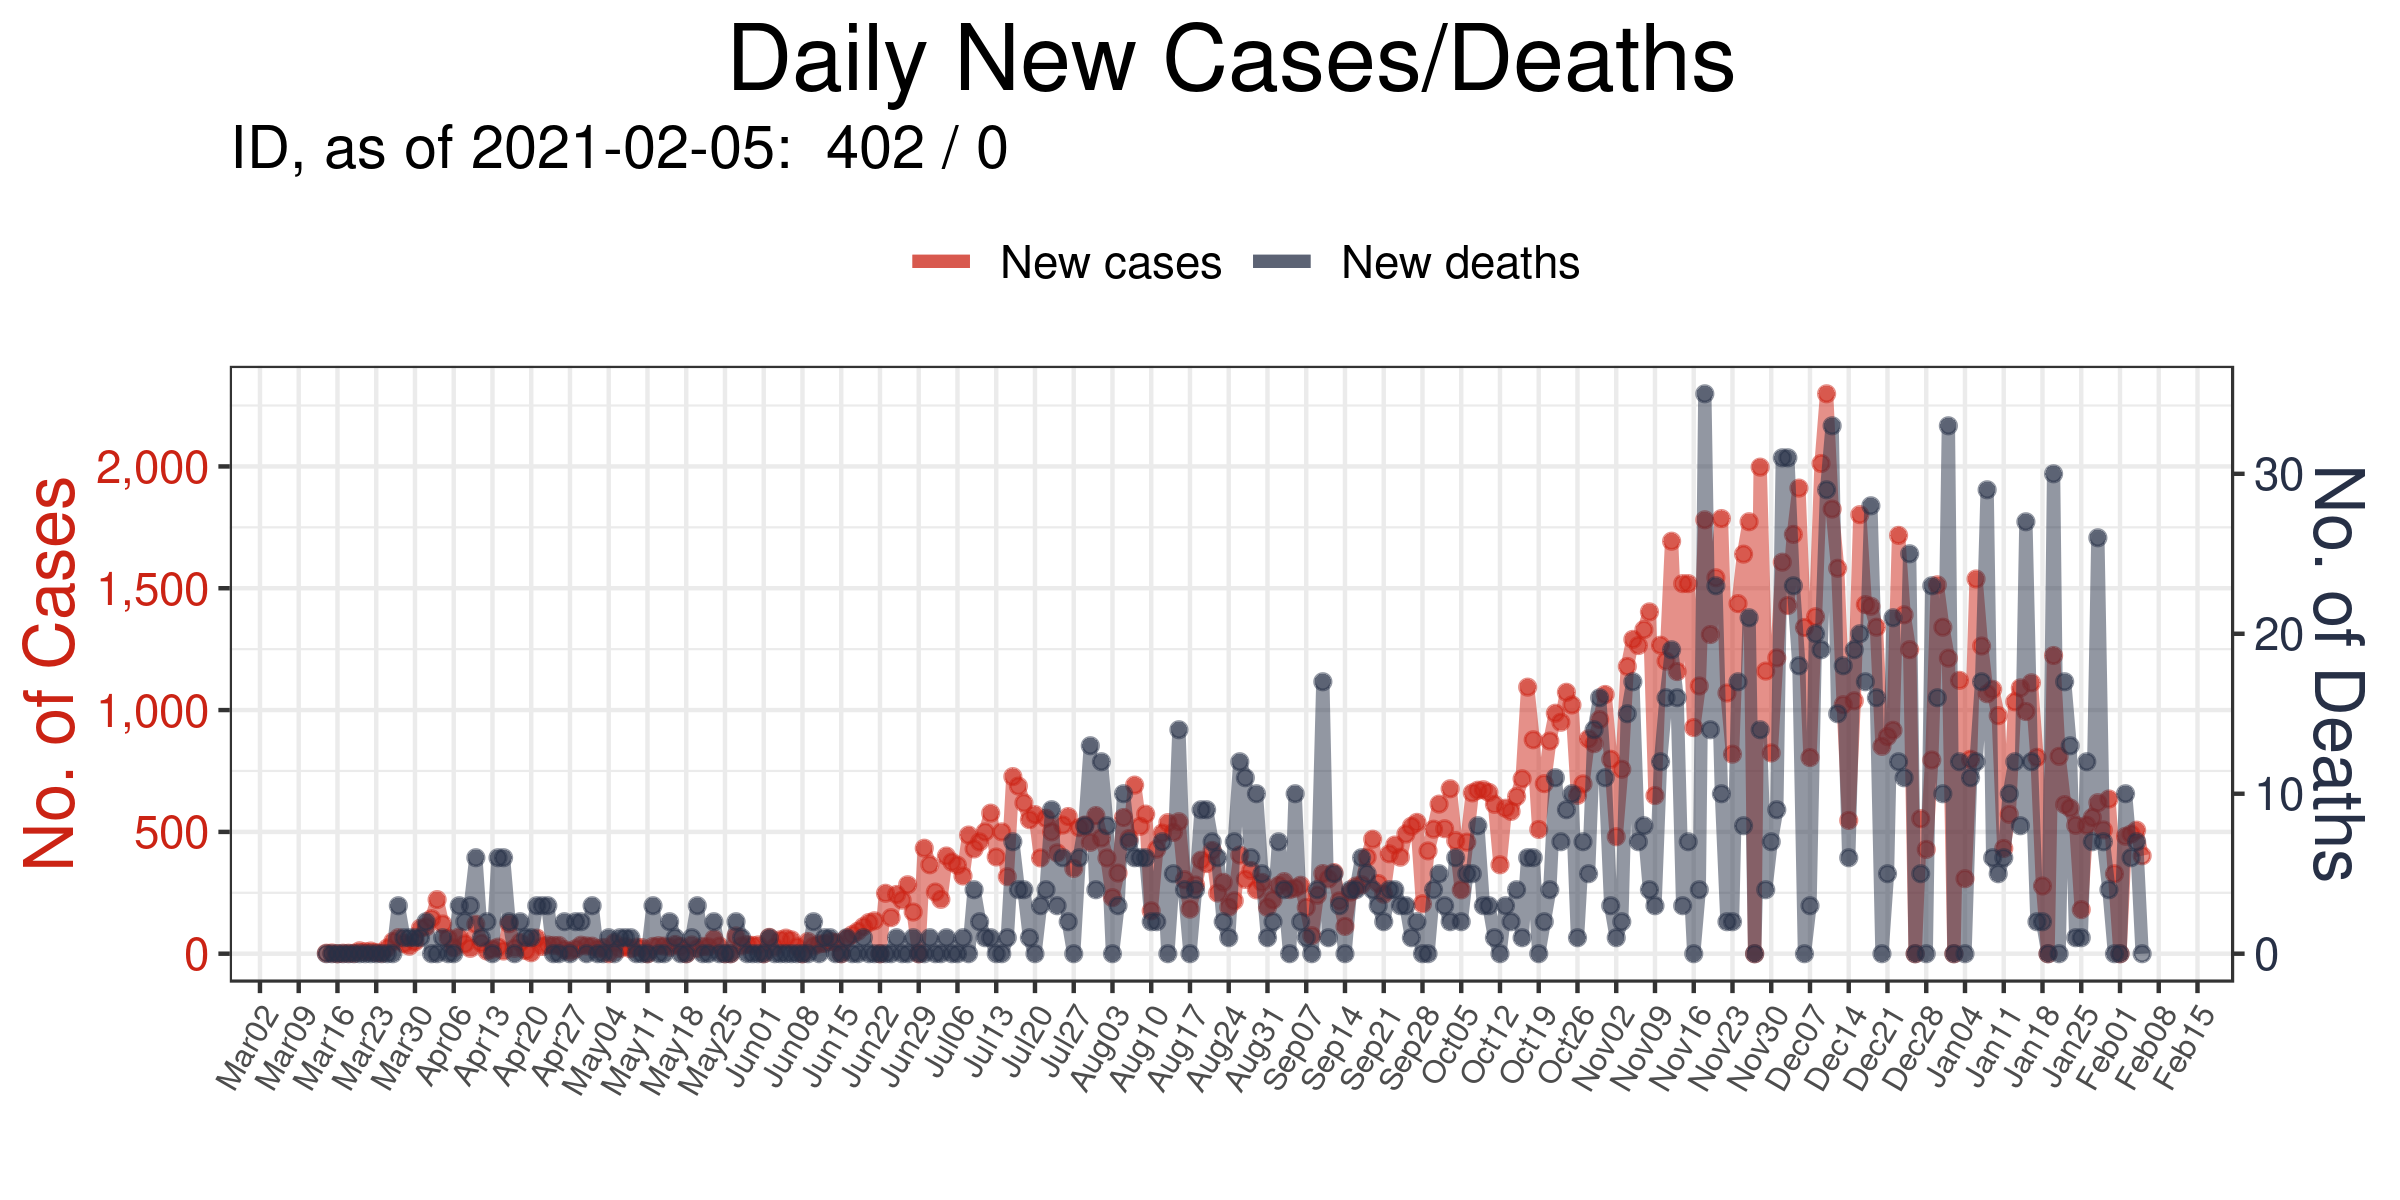 Daily New Cases/Deaths
ID, as of 2021-02-05:  402 / 0
New cases
New deaths
No. of Cases
2,000
1,500
1,000
500
0
30
20
10
0
No. of Deaths
Mar02
Mar09
Mar16
Mar23
Mar30
Apr06
Apr13
Apr20
Apr27
May04
May11
May18
May25
Jun01
Jun08
Jun15
Jun22
Jun29
Jul06
Jul13
Jul20
Jul27
Aug03
Aug10
Aug17
Aug24
Aug31
Sep07
Sep14
Sep21
Sep28
Oct05
Oct12
Oct19
Oct26
Nov02
Nov09
Nov16
Nov23
Nov30
Dec07
Dec14
Dec21
Dec28
Jan04
Jan11
Jan18
Jan25
Feb01
Feb08
Feb15